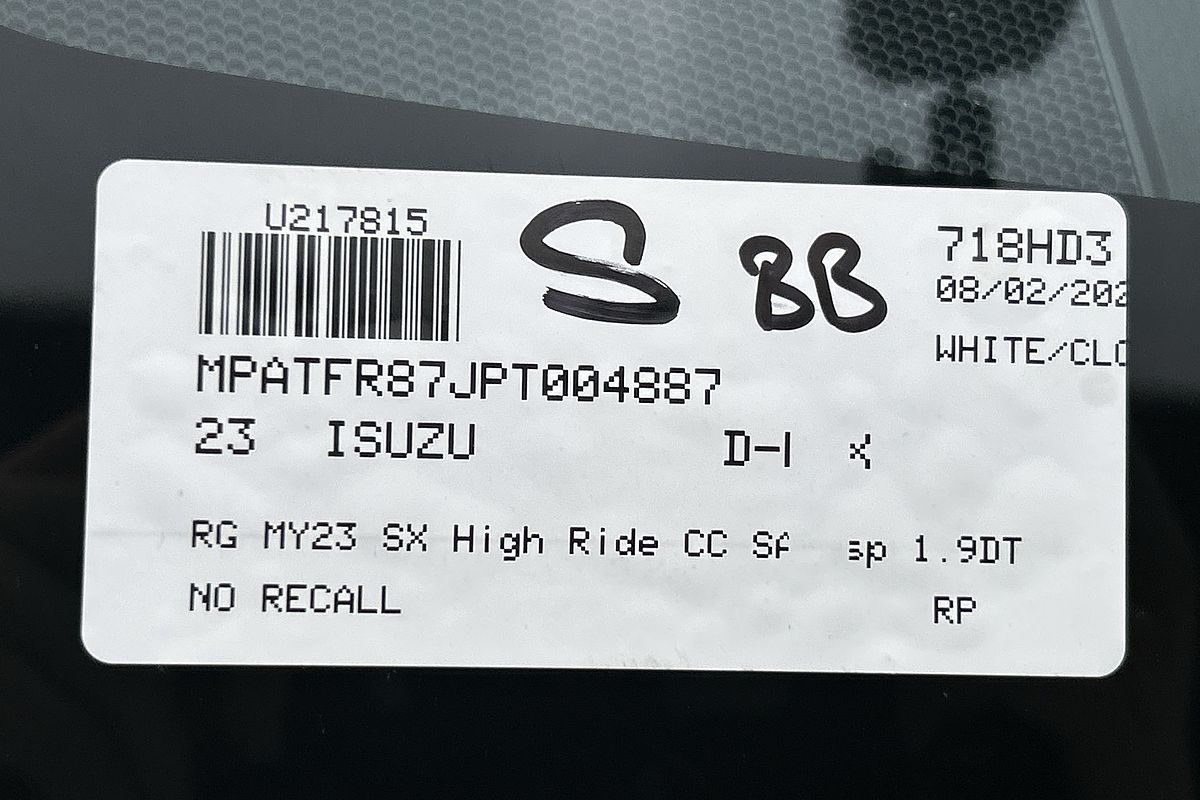 U217815
S BB
718HD3
08/02/202
WHITE/CLC
MPATFR87JPT004887
23 ISUZU
RG MY23 SX High Ride CC sp 1.9DT
NO RECALL RP